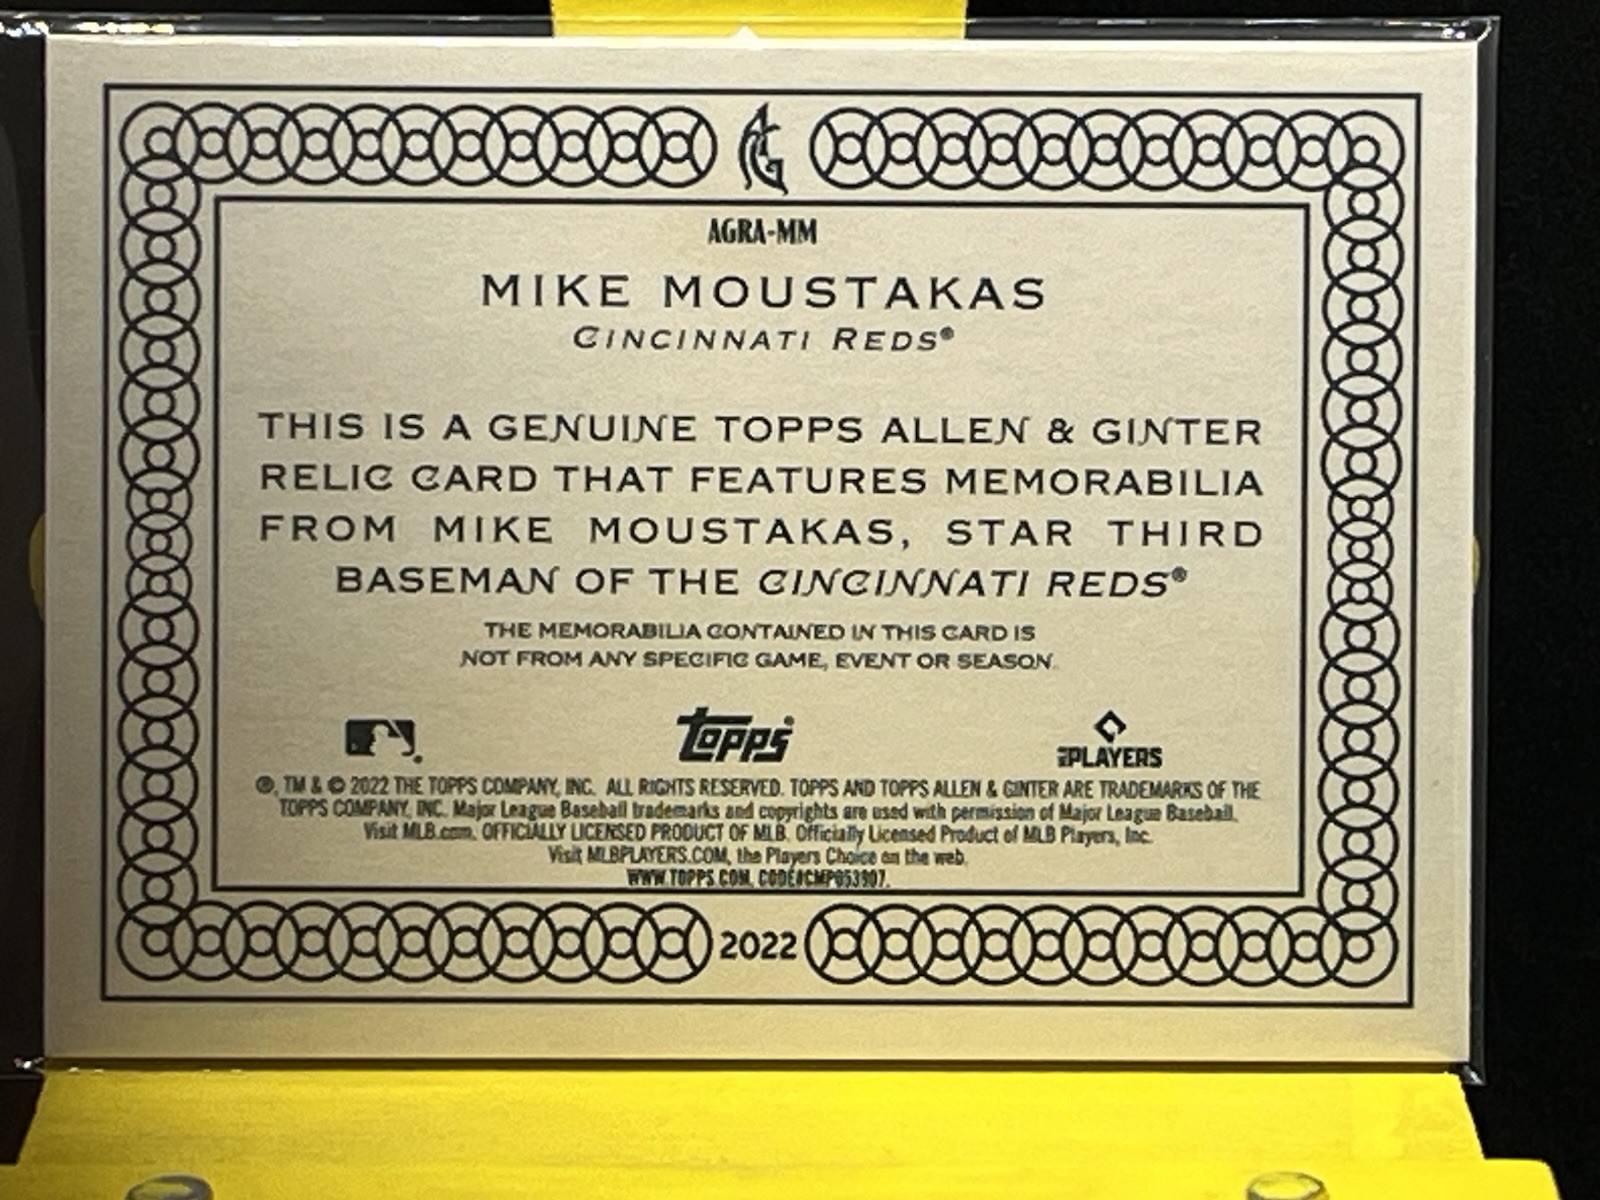 AGRA-MM
MIKE MOUSTAKAS
CINCINNATI REDS®
THIS IS A GENUINE TOPPS ALLEN & GINTER
RELIC CARD THAT FEATURES MEMORABILIA
FROM MIKE MOUSTAKAS, STAR THIRD
BASEMAN OF THE CINCINNATI REDS®
THE MEMORABILIA CONTAINED IN THIS CARD IS
NOT FROM ANY SPECIFIC GAME, EVENT OR SEASON.
Topps®
MLB PLAYERS
®, TM & © 2022 THE TOPPS COMPANY, INC. ALL RIGHTS RESERVED. TOPPS AND TOPPS ALLEN & GINTER ARE TRADEMARKS OF THE
TOPPS COMPANY, INC. Major League Baseball trademarks and copyrights are used with permission of Major League Baseball.
Visit MLB.com. OFFICIALLY LICENSED PRODUCT OF MLB. Officially Licensed Product of MLB Players, Inc.
Visit MLBPLAYERS.COM, the Players Choice on the web.
WWW.TOPPS.COM. CODE#CMP053907.
2022